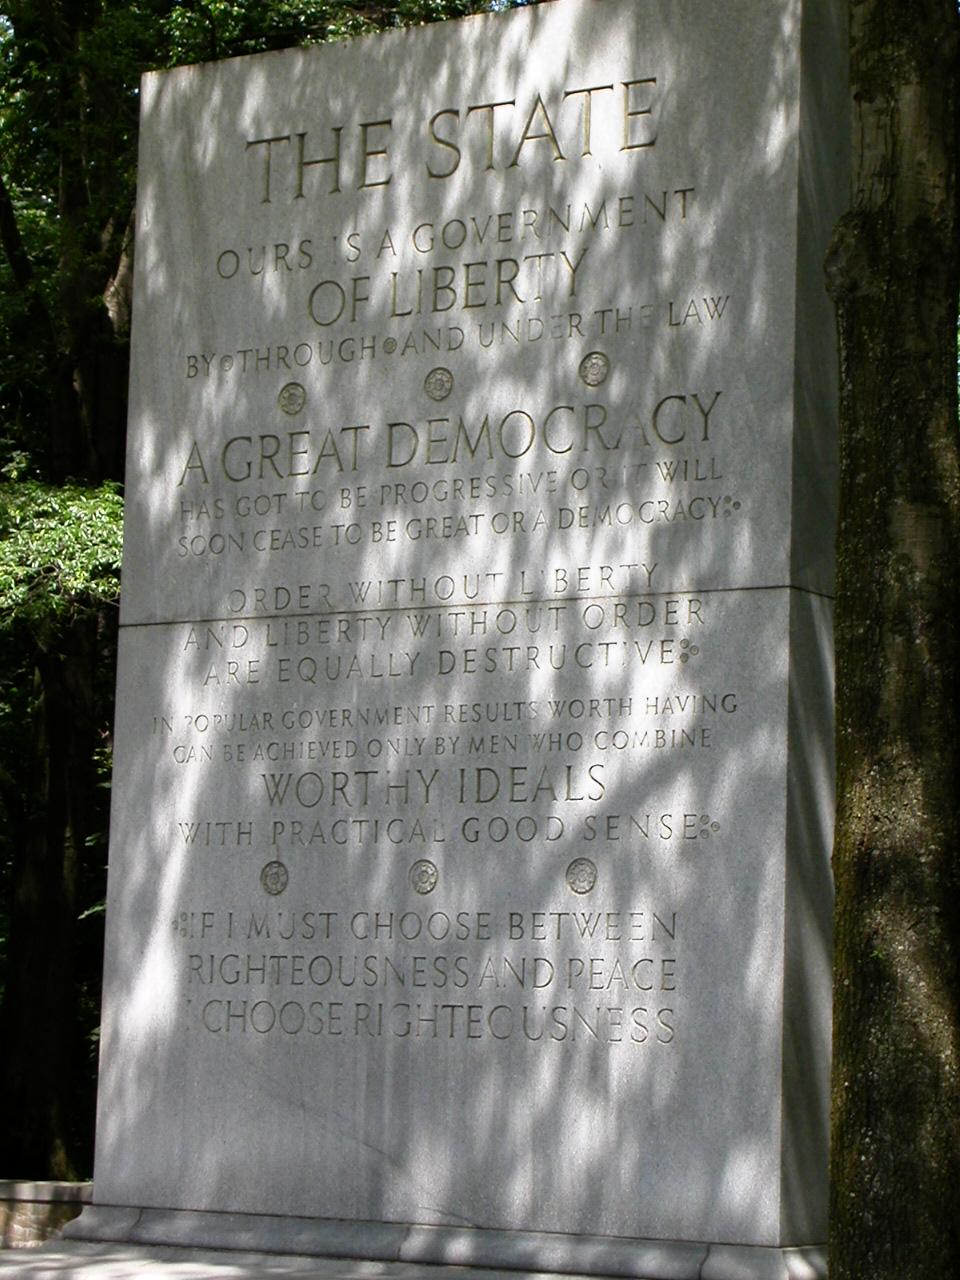 THE STATE
OURS IS A GOVERNMENT
OF LIBERTY
BY THROUGH AND UNDER THE LAW
A GREAT DEMOCRACY
HAS GOT TO BE PROGRESSIVE OR IT WILL
SOON CEASE TO BE GREAT OR A DEMOCRACY
ORDER WITHOUT LIBERTY
AND LIBERTY WITHOUT ORDER
ARE EQUALLY DESTRUCTIVE
IN POPULAR GOVERNMENT RESULTS WORTH HAVING
CAN BE ACHIEVED ONLY BY MEN WHO COMBINE
WORTHY IDEALS
WITH PRACTICAL GOOD SENSE
IF I MUST CHOOSE BETWEEN
RIGHTEOUSNESS AND PEACE
I CHOOSE RIGHTEOUSNESS